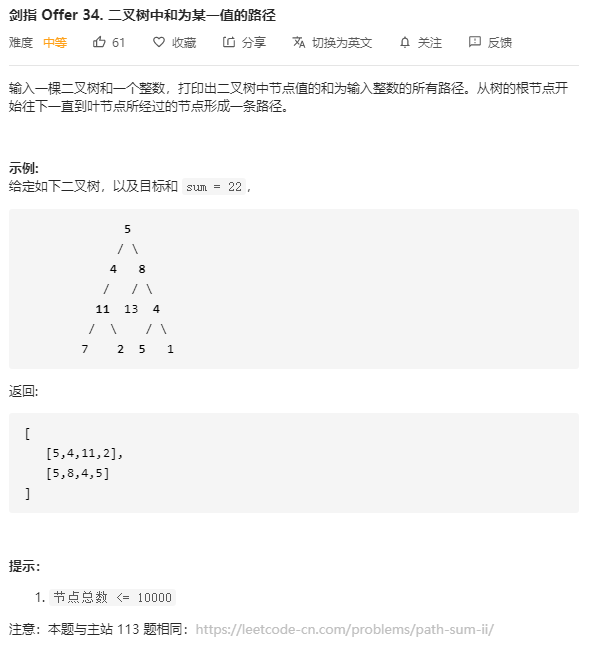 剑指 Offer 34. 二叉树中和为某一值的路径
难度 中等 61 收藏 分享 切换为英文 关注 反馈
输入一棵二叉树和一个整数，打印出二叉树中节点值的和为输入整数的所有路径。从树的根节点开
始往下一直到叶节点所经过的节点形成一条路径。
示例:
给定如下二叉树，以及目标和 sum = 22，
5
/ \
4 8
/ / \
11 13 4
/ \ / \
7 2 5 1
返回:
[
[5,4,11,2],
[5,8,4,5]
]
提示：
1. 节点总数 <= 10000
注意：本题与主站 113 题相同：https://leetcode-cn.com/problems/path-sum-ii/